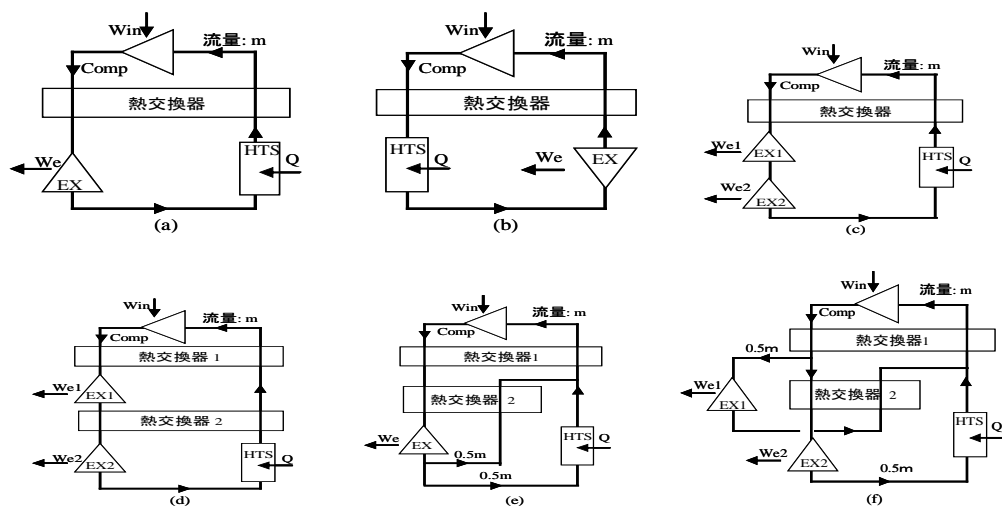 Win
流量: m
Comp
熱交換器
We
EX
HTS
Q
(a)
Win
流量: m
Comp
熱交換器
HTS
Q
We
EX
(b)
Win
流量: m
Comp
熱交換器
We1
EX1
HTS
Q
We2
EX2
(c)
Win
流量: m
Comp
熱交換器 1
We1
EX1
熱交換器 2
We2
EX2
HTS
Q
(d)
Win
流量: m
Comp
熱交換器1
熱交換器 2
We
EX
HTS
Q
0.5m
0.5m
(e)
Win
流量: m
Comp
熱交換器1
0.5m
We1
EX1
熱交換器 2
HTS
Q
We2
EX2
0.5m
(f)